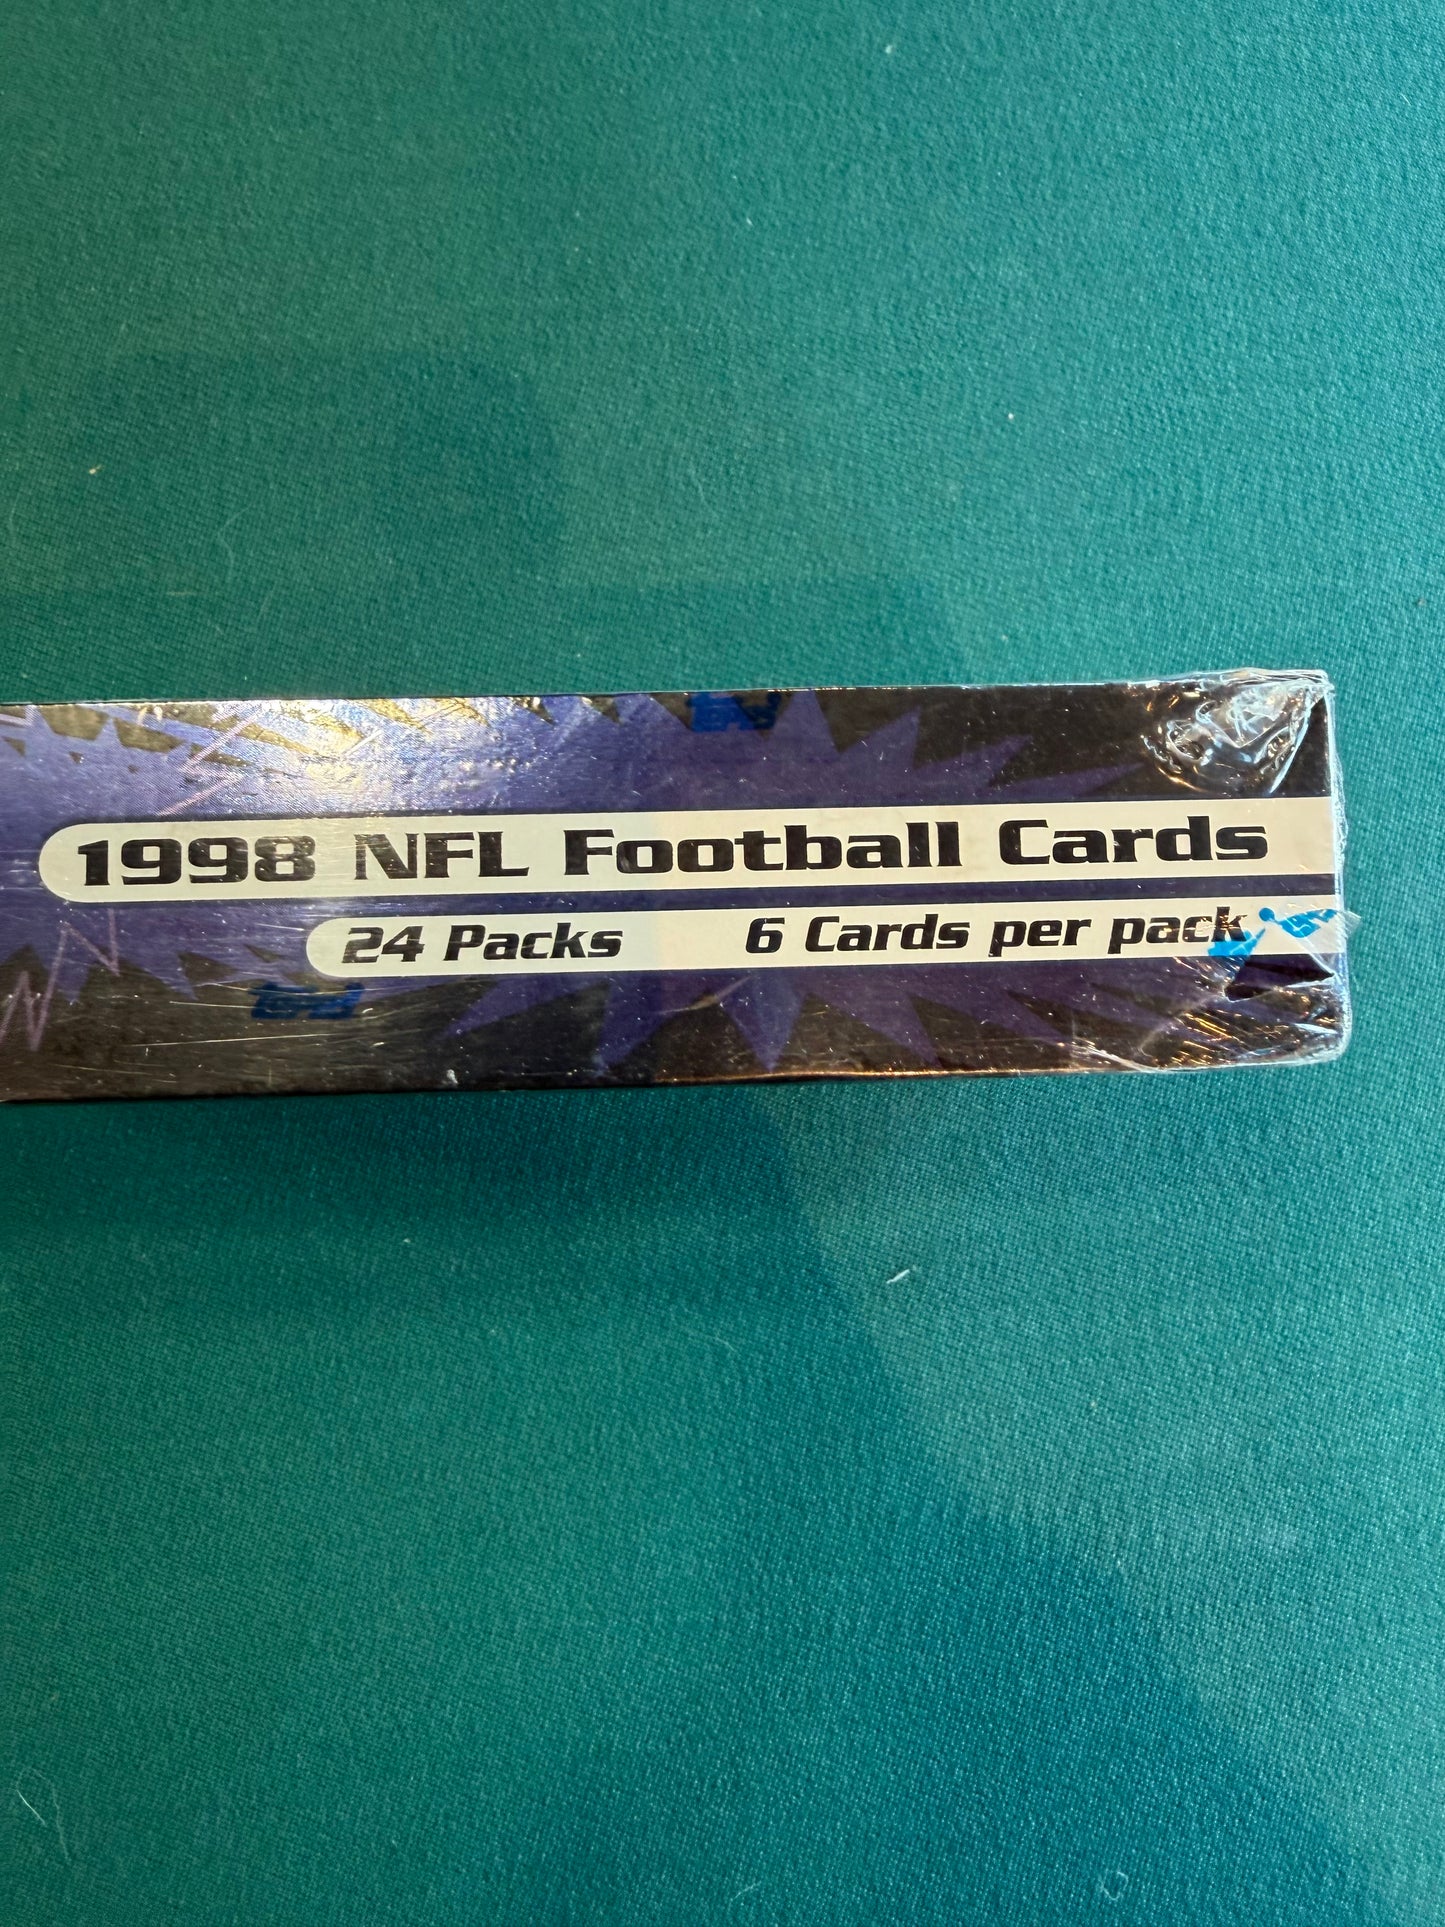 1998 NFL Football Cards
24 Packs 6 Cards per pack